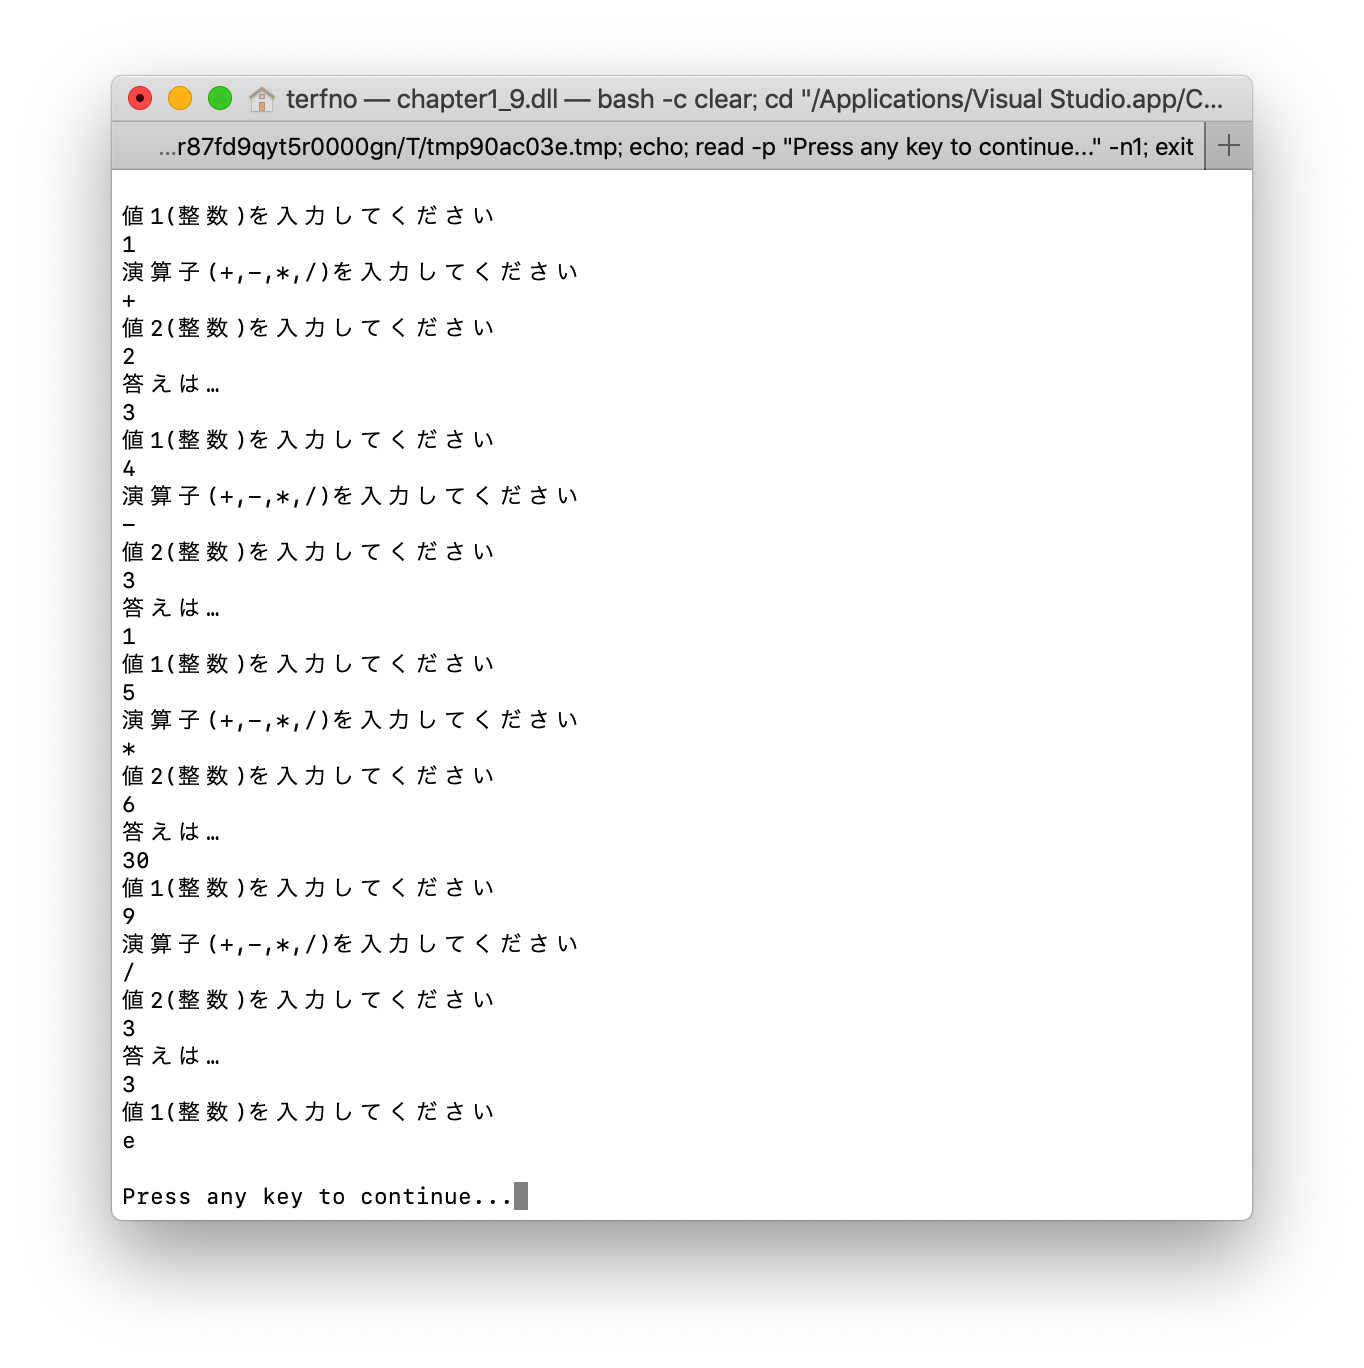 terfno — chapter1_9.dll — bash -c clear; cd "/Applications/Visual Studio.app/C...
...r87fd9qyt5r0000gn/T/tmp90ac03e.tmp; echo; read -p "Press any key to continue..." -n1; exit
値1(整数)を入力してください
1
演算子(+,-,*,/)を入力してください
+
値2(整数)を入力してください
2
答えは…
3
値1(整数)を入力してください
4
演算子(+,-,*,/)を入力してください
-
値2(整数)を入力してください
3
答えは…
1
値1(整数)を入力してください
5
演算子(+,-,*,/)を入力してください
*
値2(整数)を入力してください
6
答えは…
30
値1(整数)を入力してください
9
演算子(+,-,*,/)を入力してください
/
値2(整数)を入力してください
3
答えは…
3
値1(整数)を入力してください
e
Press any key to continue...